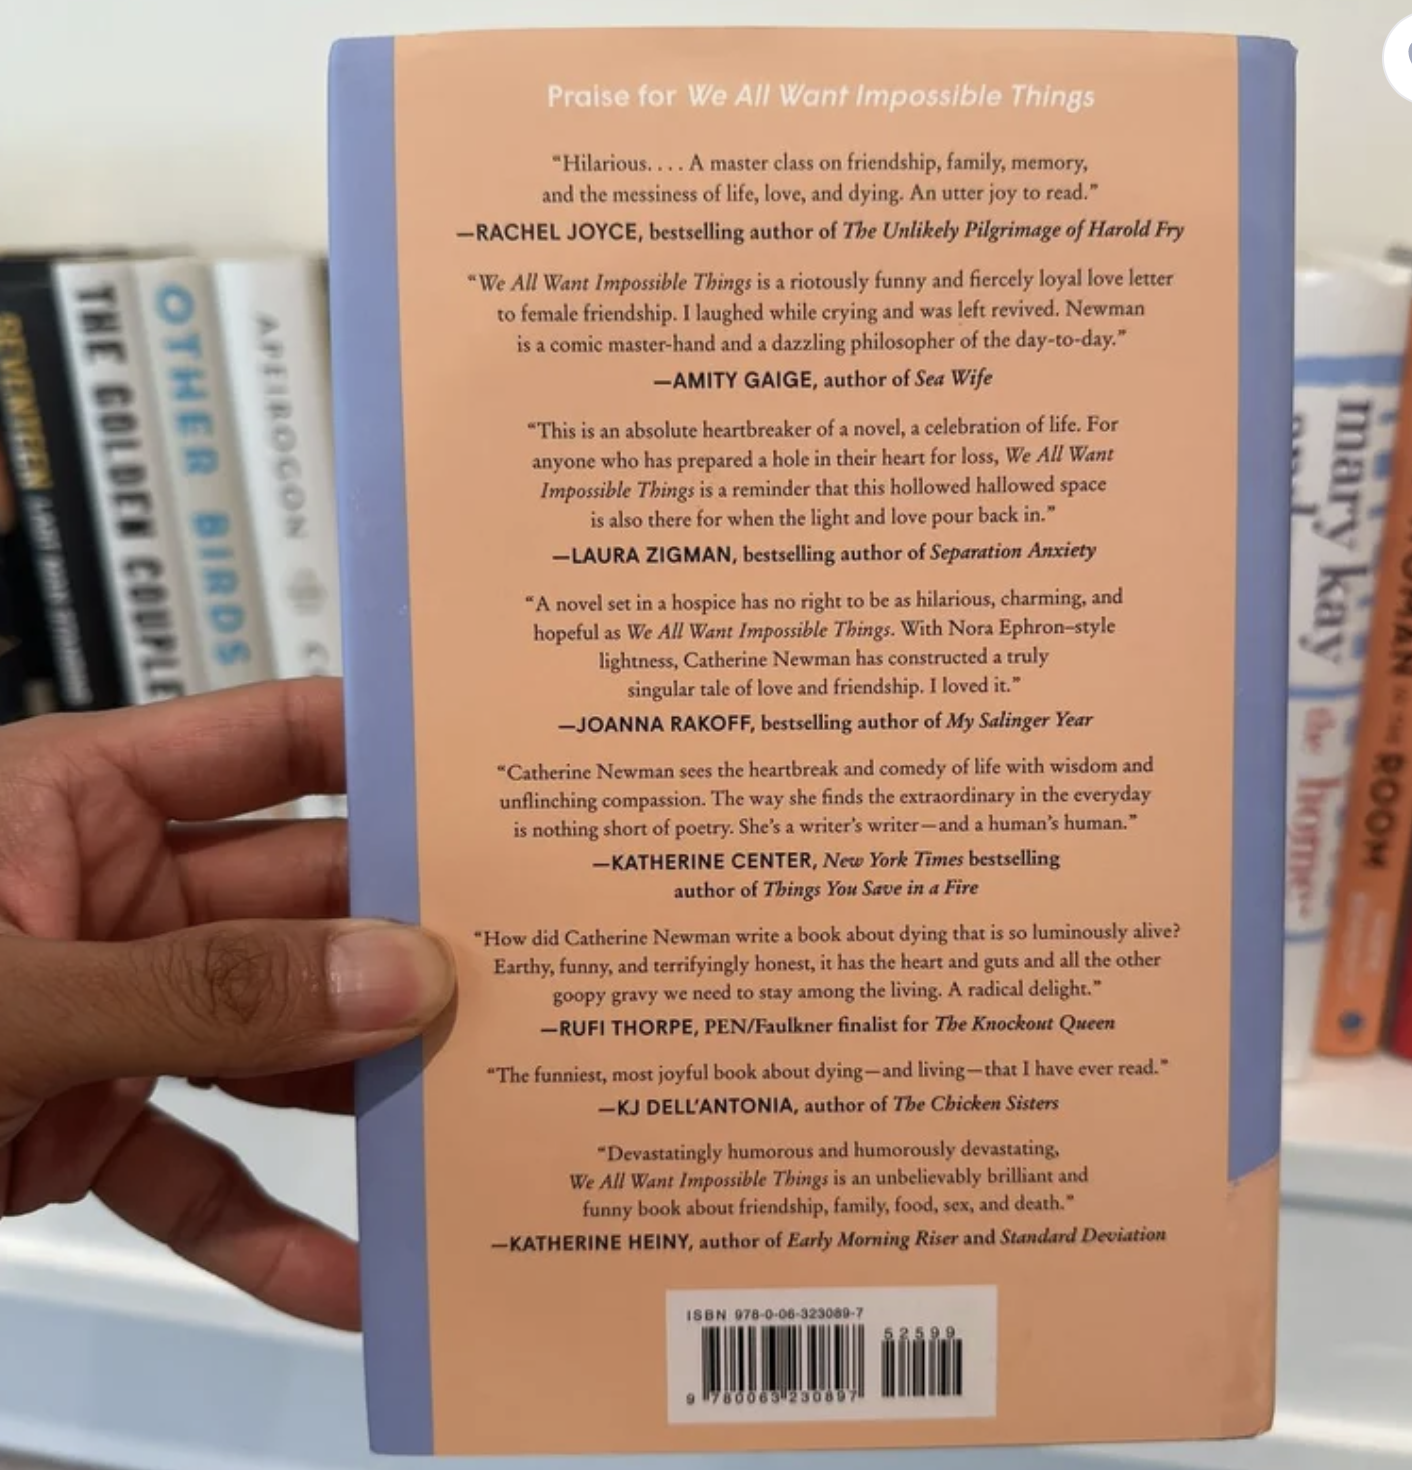 Praise for We All Want Impossible Things
“Hilarious. . . . A master class on friendship, family, memory,
and the messiness of life, love, and dying. An utter joy to read.”
—RACHEL JOYCE, bestselling author of The Unlikely Pilgrimage of Harold Fry
“We All Want Impossible Things is a riotously funny and fiercely loyal love letter
to female friendship. I laughed while crying and was left revived. Newman
is a comic master-hand and a dazzling philosopher of the day-to-day.”
—AMITY GAIGE, author of Sea Wife
“This is an absolute heartbreaker of a novel, a celebration of life. For
anyone who has prepared a hole in their heart for loss, We All Want
Impossible Things is a reminder that this hollowed hallowed space
is also there for when the light and love pour back in.”
—LAURA ZIGMAN, bestselling author of Separation Anxiety
“A novel set in a hospice has no right to be as hilarious, charming, and
hopeful as We All Want Impossible Things. With Nora Ephron–style
lightness, Catherine Newman has constructed a truly
singular tale of love and friendship. I loved it.”
—JOANNA RAKOFF, bestselling author of My Salinger Year
“Catherine Newman sees the heartbreak and comedy of life with wisdom and
unflinching compassion. The way she finds the extraordinary in the everyday
is nothing short of poetry. She’s a writer’s writer—and a human’s human.”
—KATHERINE CENTER, New York Times bestselling
author of Things You Save in a Fire
“How did Catherine Newman write a book about dying that is so luminously alive?
Earthy, funny, and terrifyingly honest, it has the heart and guts and all the other
goopy gravy we need to stay among the living. A radical delight.”
—RUFI THORPE, PEN/Faulkner finalist for The Knockout Queen
“The funniest, most joyful book about dying—and living—that I have ever read.”
—KJ DELL’ANTONIA, author of The Chicken Sisters
“Devastatingly humorous and humorously devastating,
We All Want Impossible Things is an unbelievably brilliant and
funny book about friendship, family, food, sex, and death.”
—KATHERINE HEINY, author of Early Morning Riser and Standard Deviation
ISBN 978-0-06-323089-7
52599
9 780063 230897
THE GOLDEN COUPLE
OTHER BIRDS
APEIROGON
mary kay
the home
ROOM